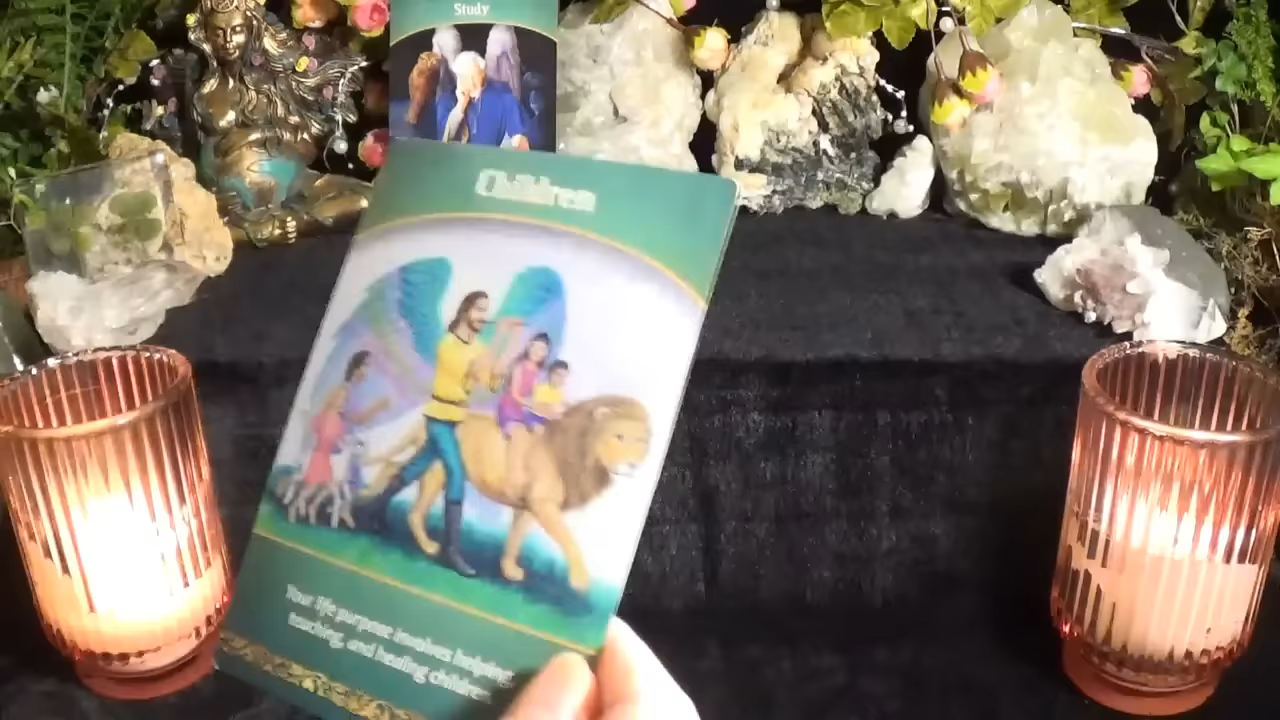 Study
Children
Your life purpose involves helping,
teaching, and healing children.